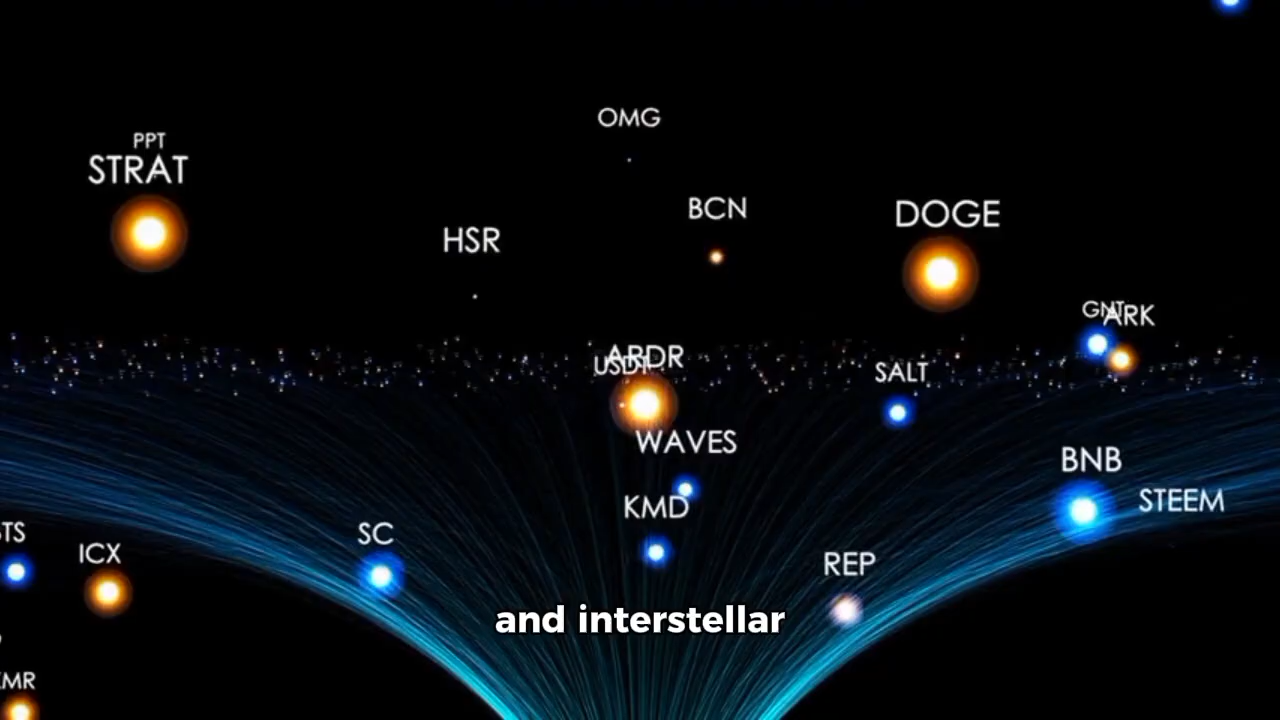 OMG
PPT
STRAT
BCN
DOGE
HSR
GNT
ARK
ARDR
USDT
SALT
WAVES
BNB
STEEM
KMD
SC
ICX
REP
and interstellar